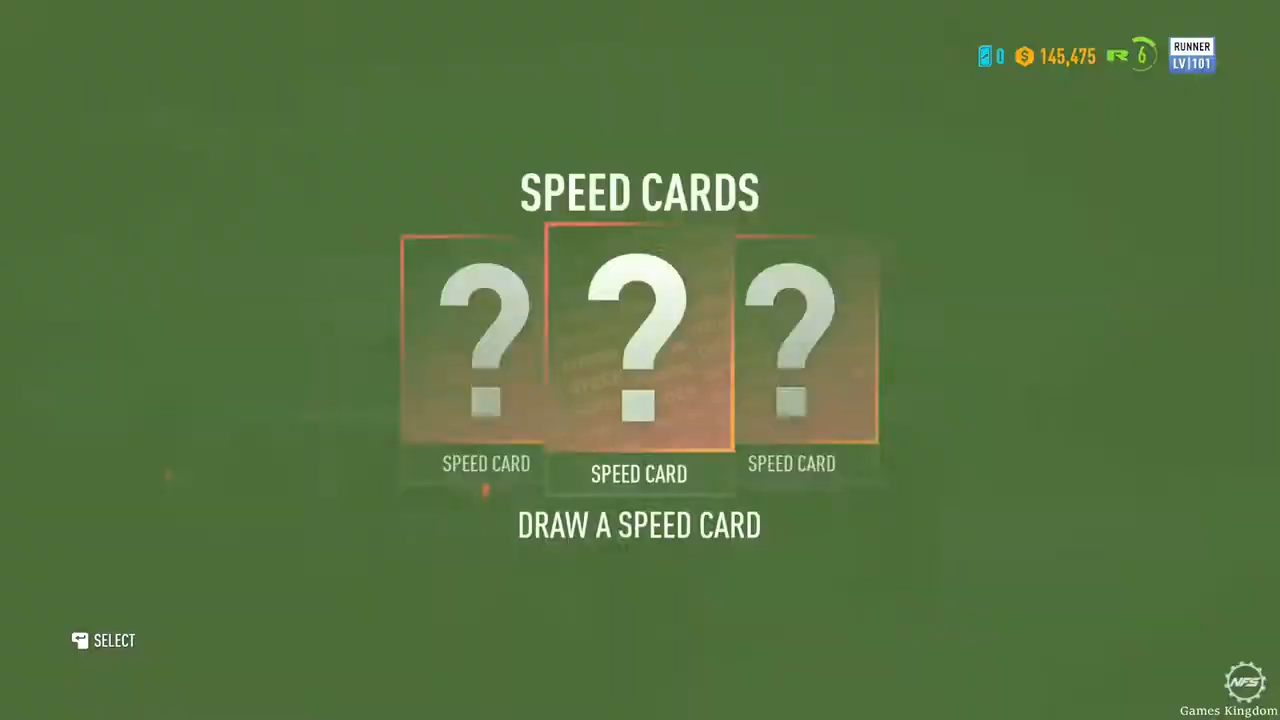 0 145,475 R 6 RUNNER
LV|101
SPEED CARDS
? ? ?
SPEED CARD SPEED CARD SPEED CARD
DRAW A SPEED CARD
SELECT
NFS
Games Kingdom